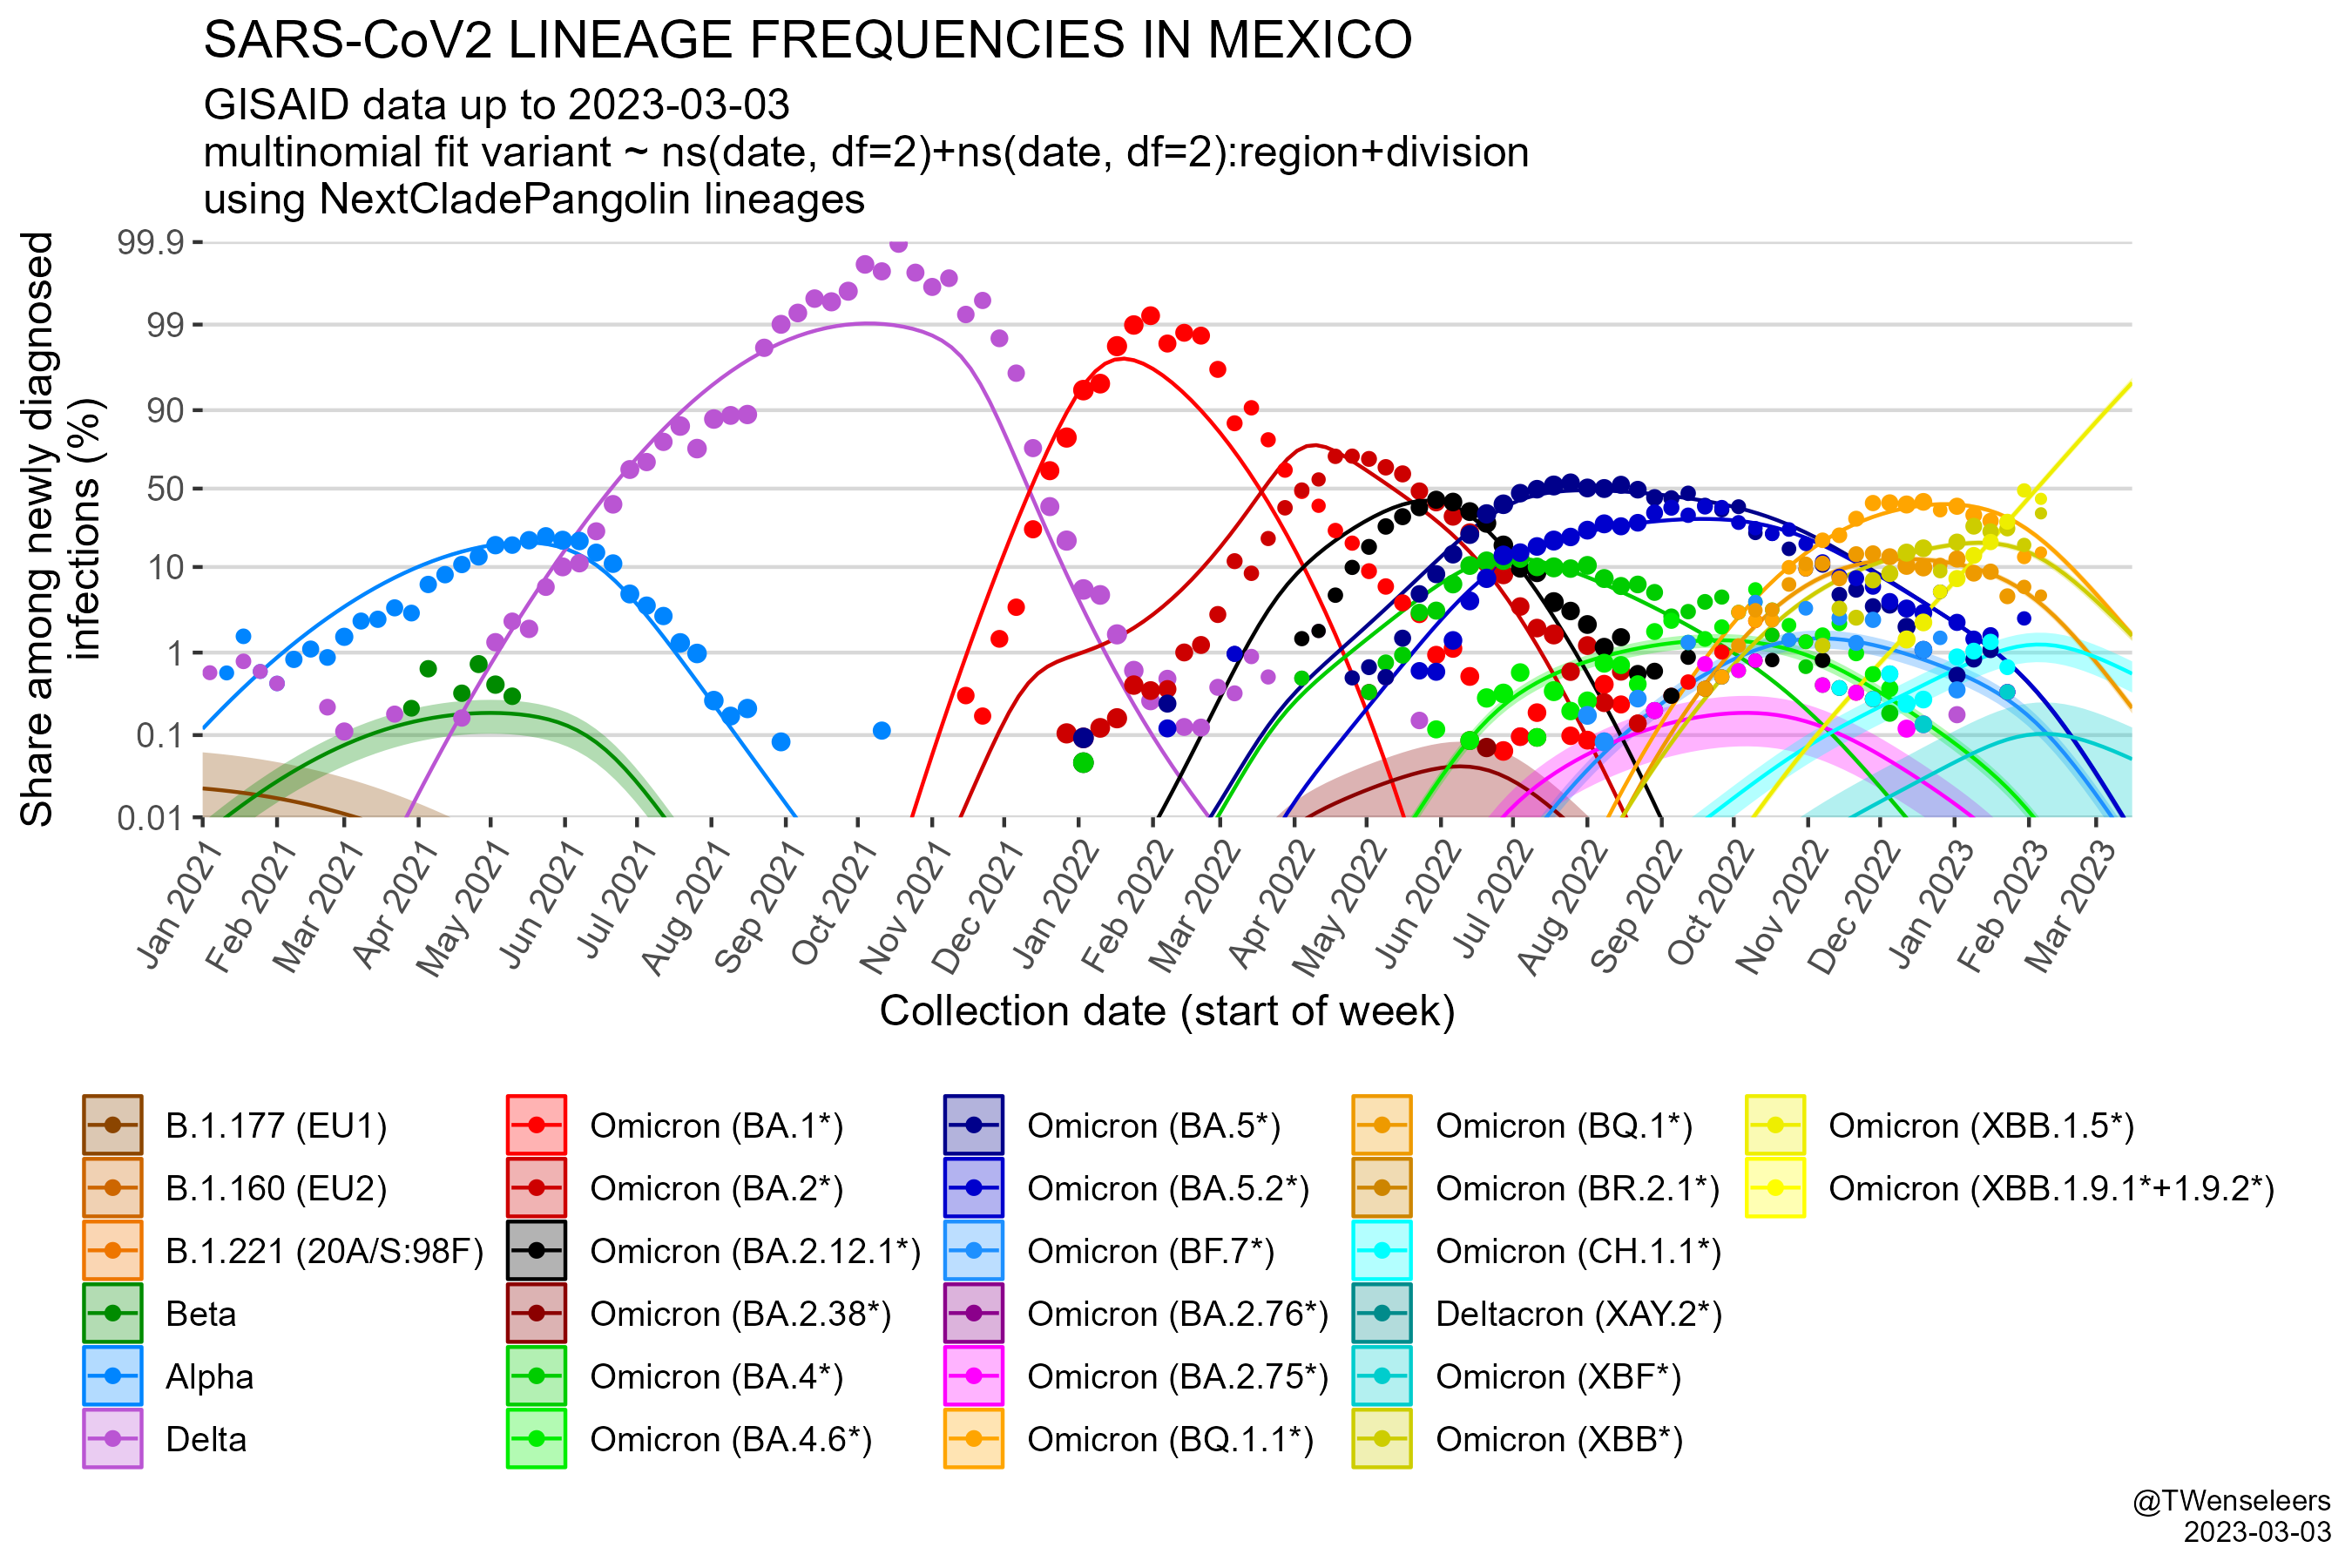 SARS-CoV2 LINEAGE FREQUENCIES IN MEXICO
GISAID data up to 2023-03-03
multinomial fit variant ~ ns(date, df=2)+ns(date, df=2):region+division
using NextCladePangolin lineages
Share among newly diagnosed
infections (%)
99.9
99
90
50
10
1
0.1
0.01
Jan 2021
Feb 2021
Mar 2021
Apr 2021
May 2021
Jun 2021
Jul 2021
Aug 2021
Sep 2021
Oct 2021
Nov 2021
Dec 2021
Jan 2022
Feb 2022
Mar 2022
Apr 2022
May 2022
Jun 2022
Jul 2022
Aug 2022
Sep 2022
Oct 2022
Nov 2022
Dec 2022
Jan 2023
Feb 2023
Mar 2023
Collection date (start of week)
B.1.177 (EU1)
B.1.160 (EU2)
B.1.221 (20A/S:98F)
Beta
Alpha
Delta
Omicron (BA.1*)
Omicron (BA.2*)
Omicron (BA.2.12.1*)
Omicron (BA.2.38*)
Omicron (BA.4*)
Omicron (BA.4.6*)
Omicron (BA.5*)
Omicron (BA.5.2*)
Omicron (BF.7*)
Omicron (BA.2.76*)
Omicron (BA.2.75*)
Omicron (BQ.1.1*)
Omicron (BQ.1*)
Omicron (BR.2.1*)
Omicron (CH.1.1*)
Deltacron (XAY.2*)
Omicron (XBF*)
Omicron (XBB*)
Omicron (XBB.1.5*)
Omicron (XBB.1.9.1*+1.9.2*)
@TWenseleers
2023-03-03